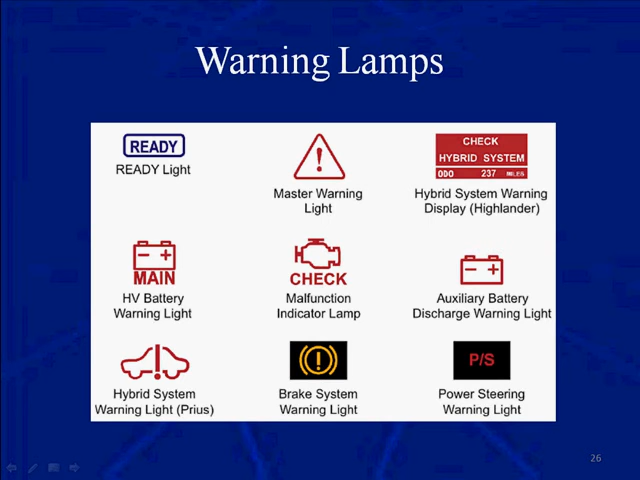 Warning Lamps
READY
READY Light
Master Warning
Light
CHECK
HYBRID SYSTEM
ODO 237 MILES
Hybrid System Warning
Display (Highlander)
MAIN
HV Battery
Warning Light
CHECK
Malfunction
Indicator Lamp
Auxiliary Battery
Discharge Warning Light
Hybrid System
Warning Light (Prius)
Brake System
Warning Light
P/S
Power Steering
Warning Light
26